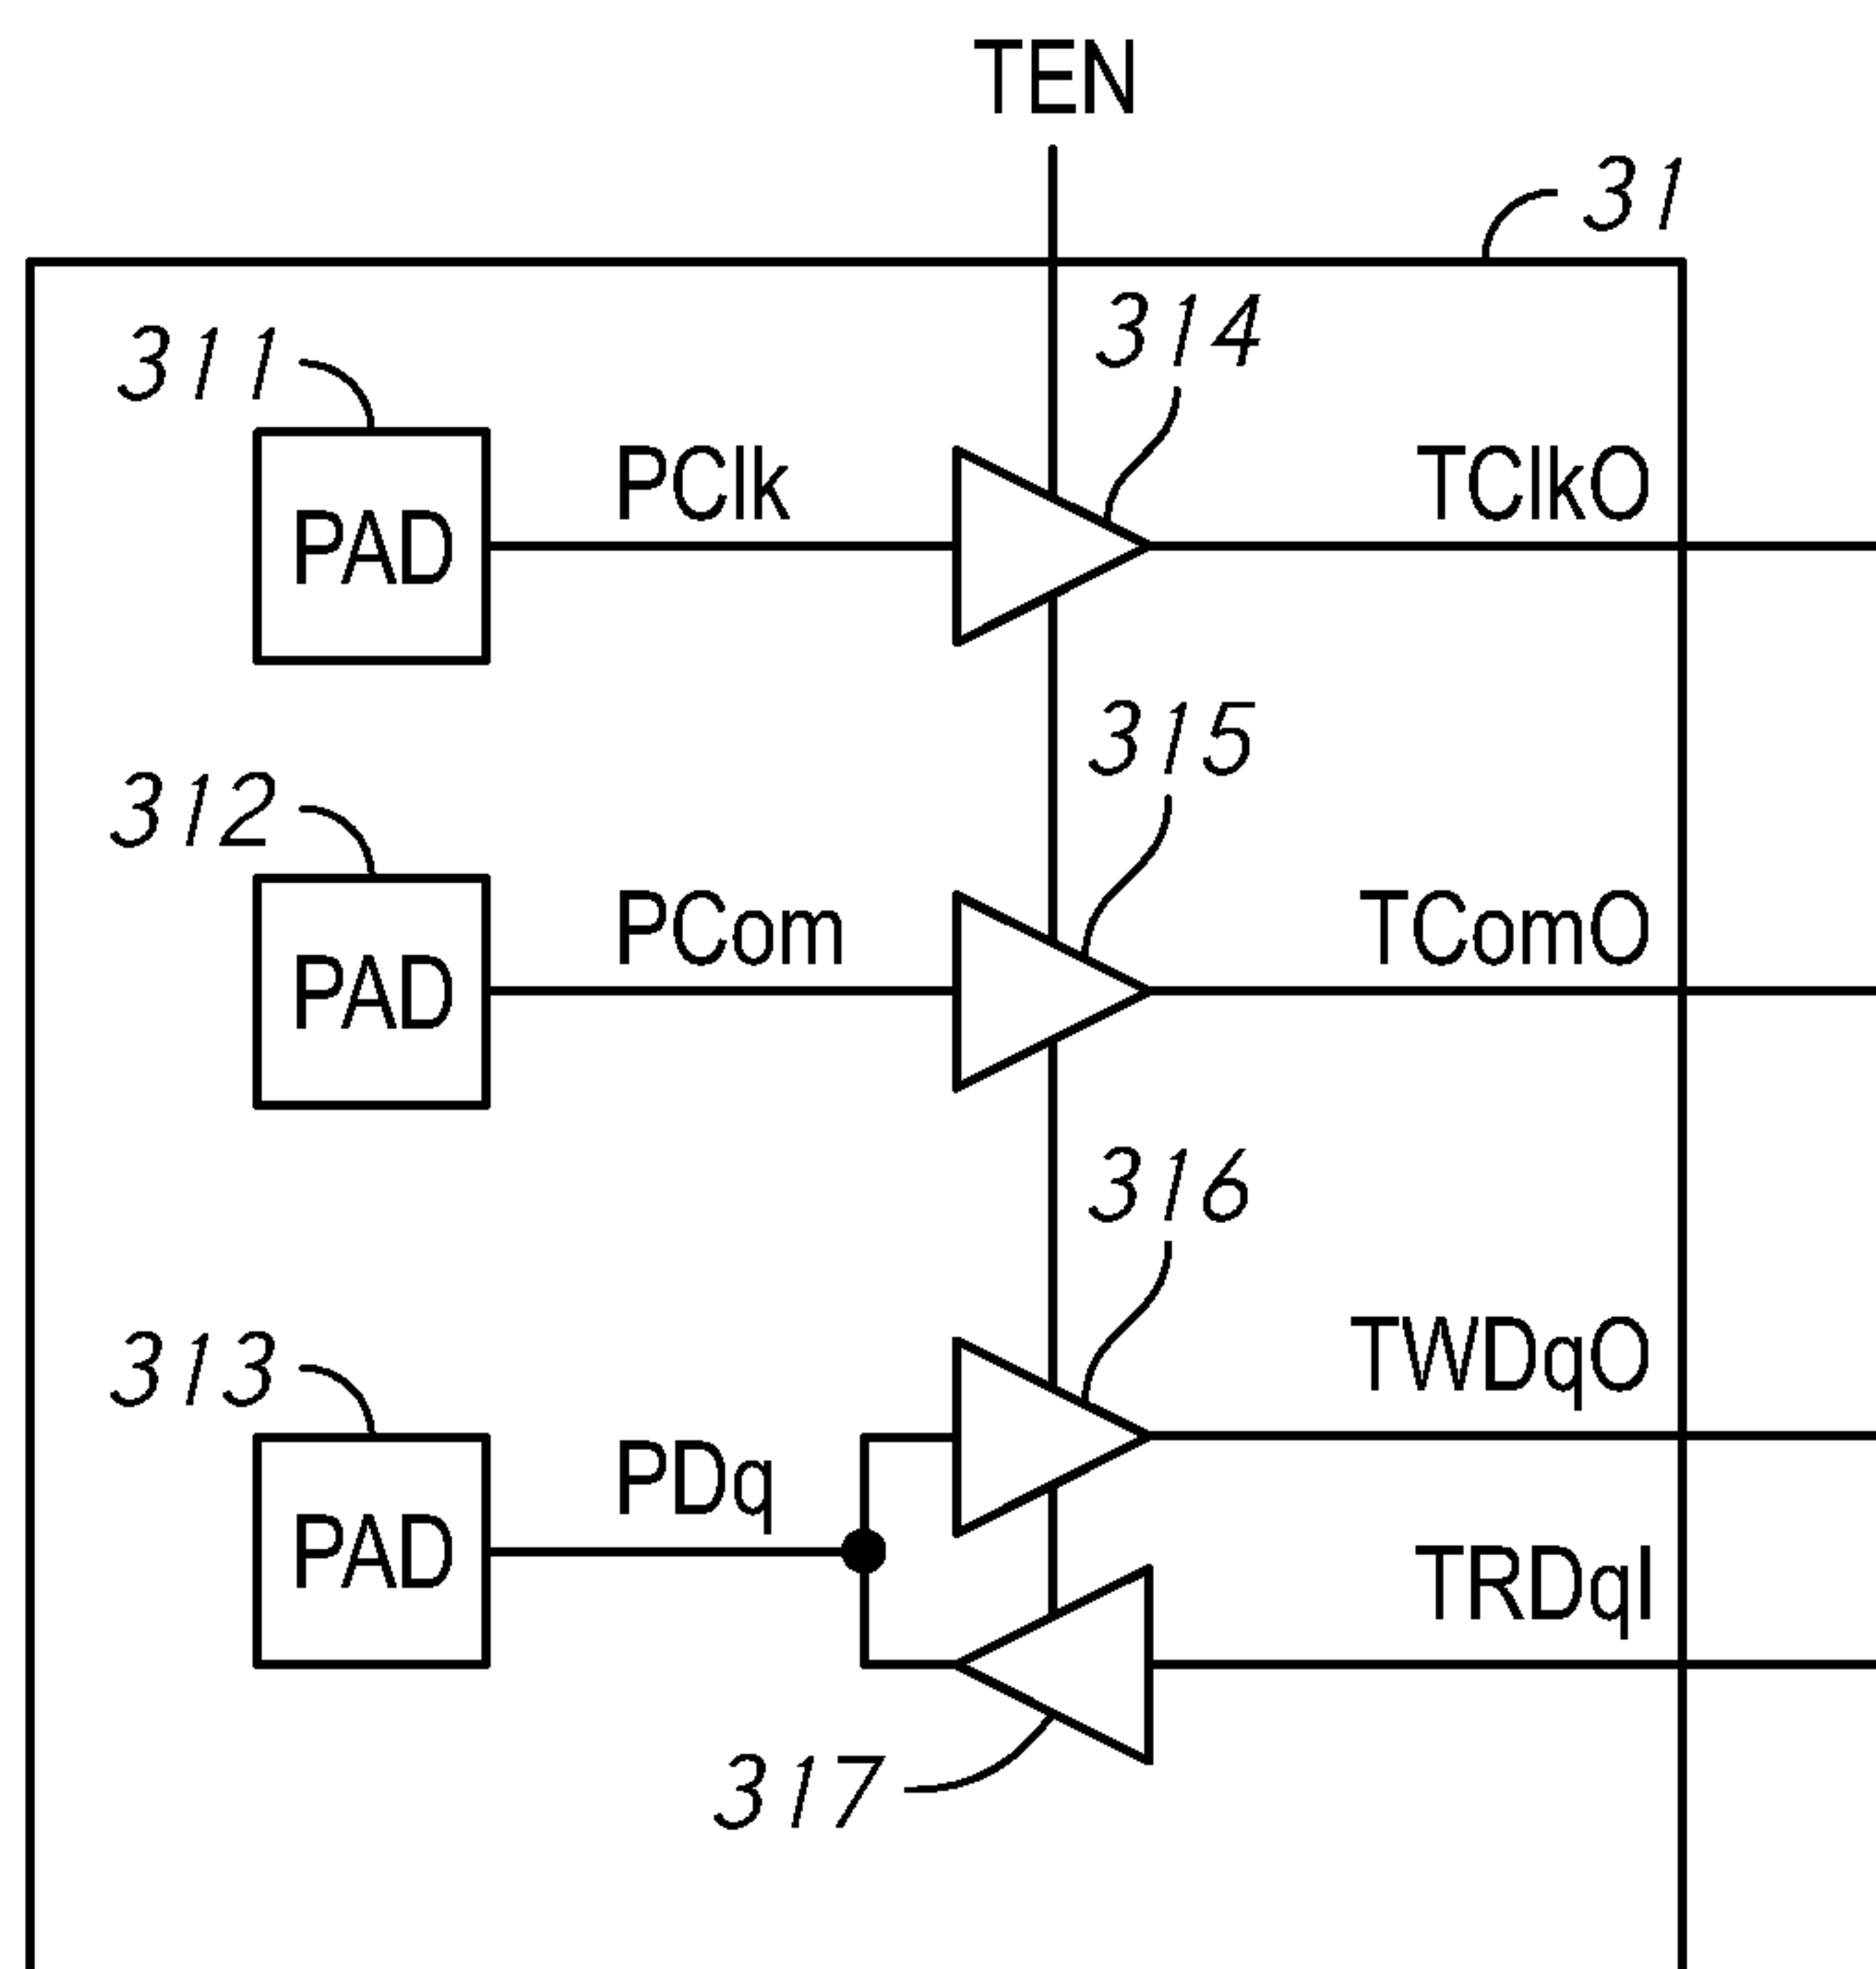 TEN
31
314
311
PClk
TClkO
PAD
315
312
PCom
TComO
PAD
316
313
TWDqO
PDq
PAD
TRDqI
317